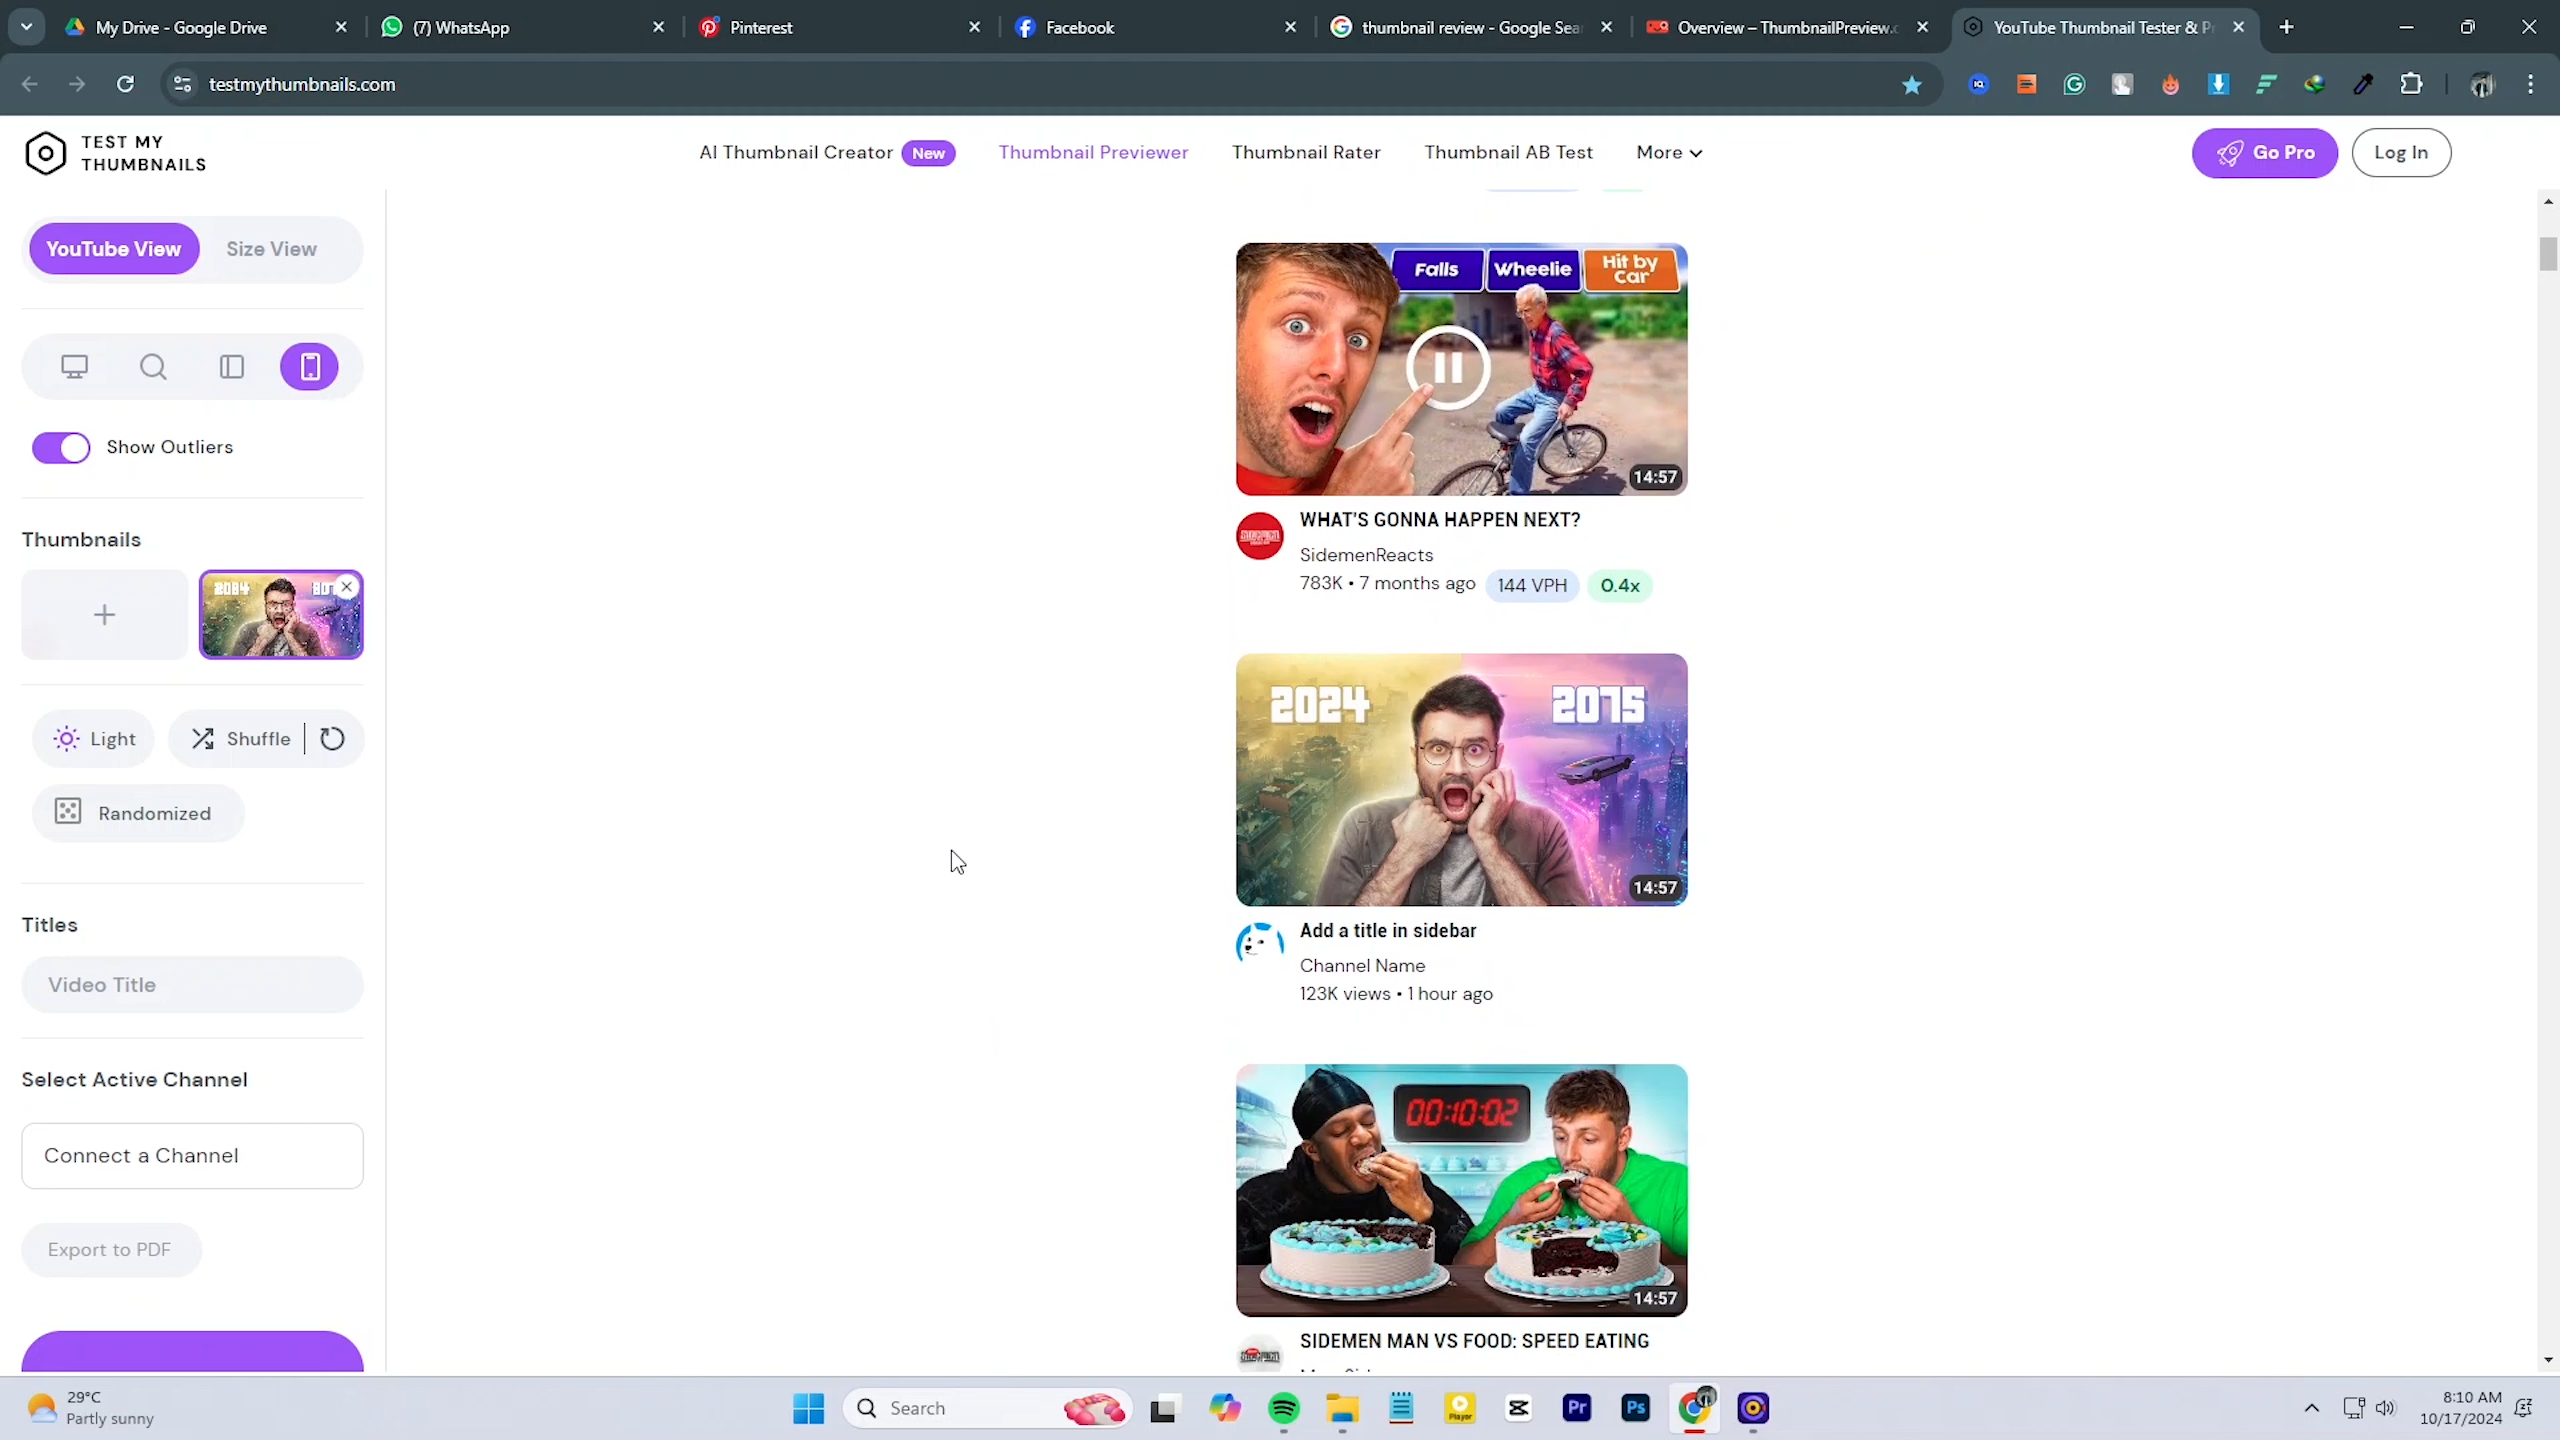 My Drive - Google Drive
(7) WhatsApp
Pinterest
Facebook
thumbnail review - Google Sea
Overview – ThumbnailPreview.c
YouTube Thumbnail Tester & Pr
testmythumbnails.com
TEST MY
THUMBNAILS
AI Thumbnail Creator New
Thumbnail Previewer
Thumbnail Rater
Thumbnail AB Test
More
Go Pro
Log In
YouTube View
Size View
Show Outliers
Thumbnails
2024
Light
Shuffle
Randomized
Titles
Video Title
Select Active Channel
Connect a Channel
Export to PDF
Falls
Wheelie
Hit by
Car
14:57
WHAT'S GONNA HAPPEN NEXT?
SidemenReacts
783K • 7 months ago 144 VPH 0.4x
2024 2075
14:57
Add a title in sidebar
Channel Name
123K views • 1 hour ago
00:10:02
14:57
SIDEMEN MAN VS FOOD: SPEED EATING
29°C
Partly sunny
Search
Player
Pr
Ps
8:10 AM
10/17/2024